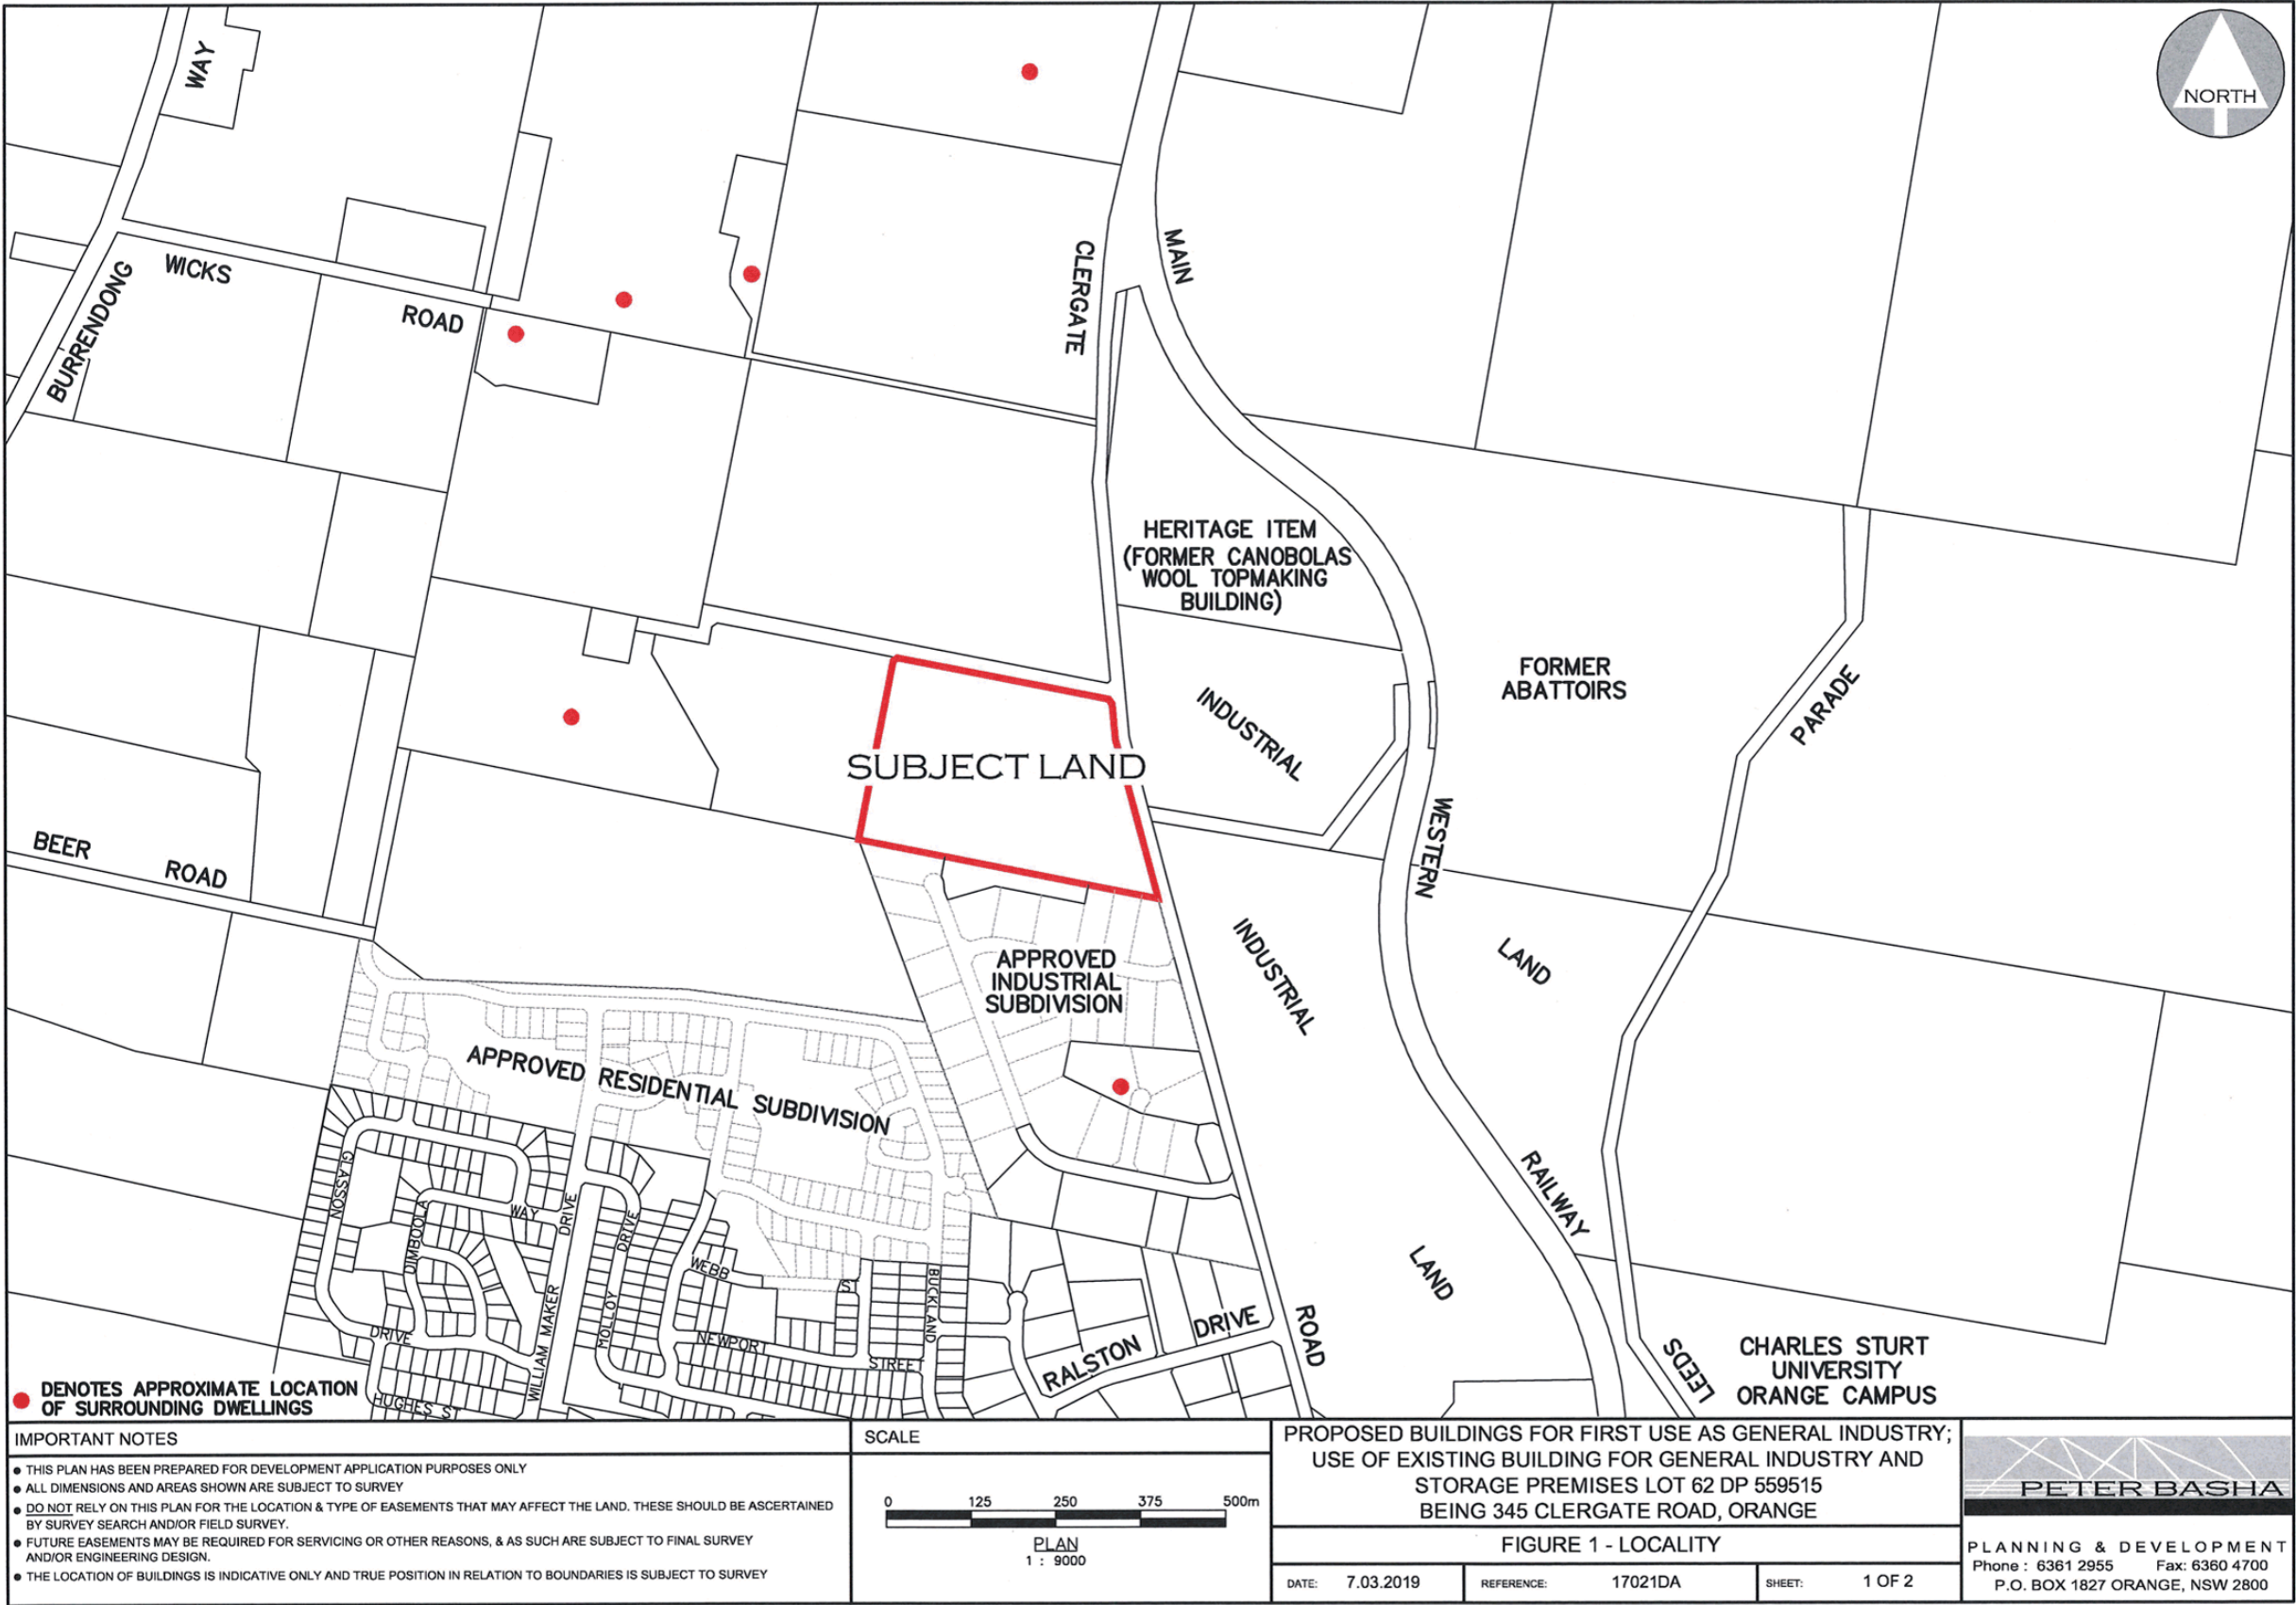 WAY
NORTH
MAIN
CLERGATE
WICKS
ROAD
BURRENDONG
HERITAGE ITEM
(FORMER CANOBOLAS
WOOL TOPMAKING
BUILDING)
FORMER
ABATTOIRS
INDUSTRIAL
PARADE
SUBJECT LAND
WESTERN
BEER
ROAD
INDUSTRIAL
LAND
APPROVED
INDUSTRIAL
SUBDIVISION
APPROVED RESIDENTIAL SUBDIVISION
RAILWAY
GLASSON
DIMBOOLA
WAY
DRIVE
DRIVE
WEBB
ST
BUCKLAND
LAND
WILLIAM MAKER
MOLLOY
DRIVE
NEWPOR
STREET
RALSTON
DRIVE
ROAD
LEEDS
CHARLES STURT
UNIVERSITY
ORANGE CAMPUS
HUGHES ST
DENOTES APPROXIMATE LOCATION
OF SURROUNDING DWELLINGS
IMPORTANT NOTES
● THIS PLAN HAS BEEN PREPARED FOR DEVELOPMENT APPLICATION PURPOSES ONLY
● ALL DIMENSIONS AND AREAS SHOWN ARE SUBJECT TO SURVEY
● DO NOT RELY ON THIS PLAN FOR THE LOCATION & TYPE OF EASEMENTS THAT MAY AFFECT THE LAND. THESE SHOULD BE ASCERTAINED
BY SURVEY SEARCH AND/OR FIELD SURVEY.
● FUTURE EASEMENTS MAY BE REQUIRED FOR SERVICING OR OTHER REASONS, & AS SUCH ARE SUBJECT TO FINAL SURVEY
AND/OR ENGINEERING DESIGN.
● THE LOCATION OF BUILDINGS IS INDICATIVE ONLY AND TRUE POSITION IN RELATION TO BOUNDARIES IS SUBJECT TO SURVEY
SCALE
0 125 250 375 500m
PLAN
1 : 9000
PROPOSED BUILDINGS FOR FIRST USE AS GENERAL INDUSTRY;
USE OF EXISTING BUILDING FOR GENERAL INDUSTRY AND
STORAGE PREMISES LOT 62 DP 559515
BEING 345 CLERGATE ROAD, ORANGE
FIGURE 1 - LOCALITY
DATE: 7.03.2019 REFERENCE: 17021DA SHEET: 1 OF 2
PETER BASHA
PLANNING & DEVELOPMENT
Phone : 6361 2955 Fax: 6360 4700
P.O. BOX 1827 ORANGE, NSW 2800